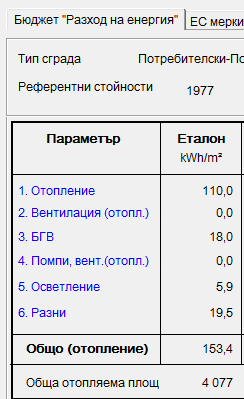 Бюджет "Разход на енергия" ЕС мерки
Тип сграда Потребителски-По
Референтни стойности 1977
Параметър Еталон
kWh/m²
1. Отопление 110,0
2. Вентилация (отопл.) 0,0
3. БГВ 18,0
4. Помпи, вент.(отопл.) 0,0
5. Осветление 5,9
6. Разни 19,5
Общо (отопление) 153,4
Обща отопляема площ 4 077